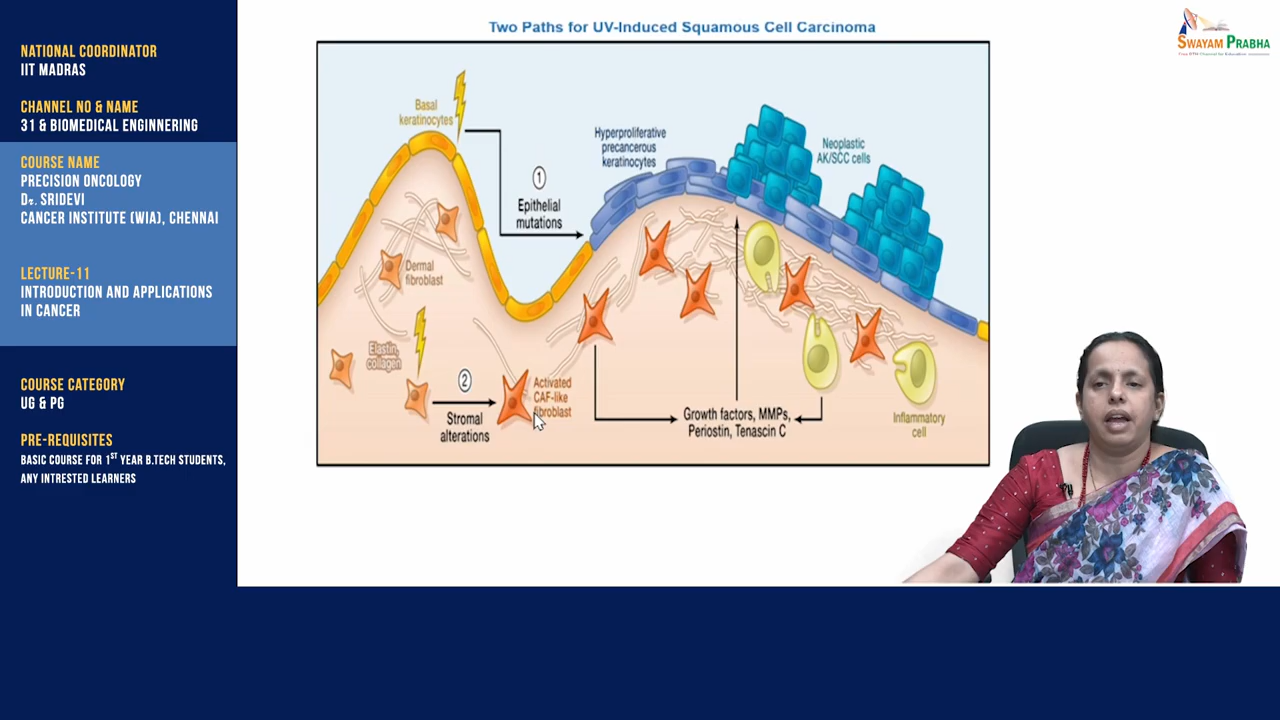 NATIONAL COORDINATOR
IIT MADRAS
CHANNEL NO & NAME
31 & BIOMEDICAL ENGINNERING
COURSE NAME
PRECISION ONCOLOGY
Dr. SRIDEVI
CANCER INSTITUTE (WIA), CHENNAI
LECTURE-11
INTRODUCTION AND APPLICATIONS
IN CANCER
COURSE CATEGORY
UG & PG
PRE-REQUISITES
BASIC COURSE FOR 1ST YEAR B.TECH STUDENTS,
ANY INTRESTED LEARNERS
Two Paths for UV-Induced Squamous Cell Carcinoma
Basal
keratinocytes
1
Epithelial
mutations
Hyperproliferative
precancerous
keratinocytes
Neoplastic
AK/SCC cells
Dermal
fibroblast
Elastin,
collagen
2
Stromal
alterations
Activated
CAF-like
fibroblast
Growth factors, MMPs,
Periostin, Tenascin C
Inflammatory
cell
SWAYAM PRABHA